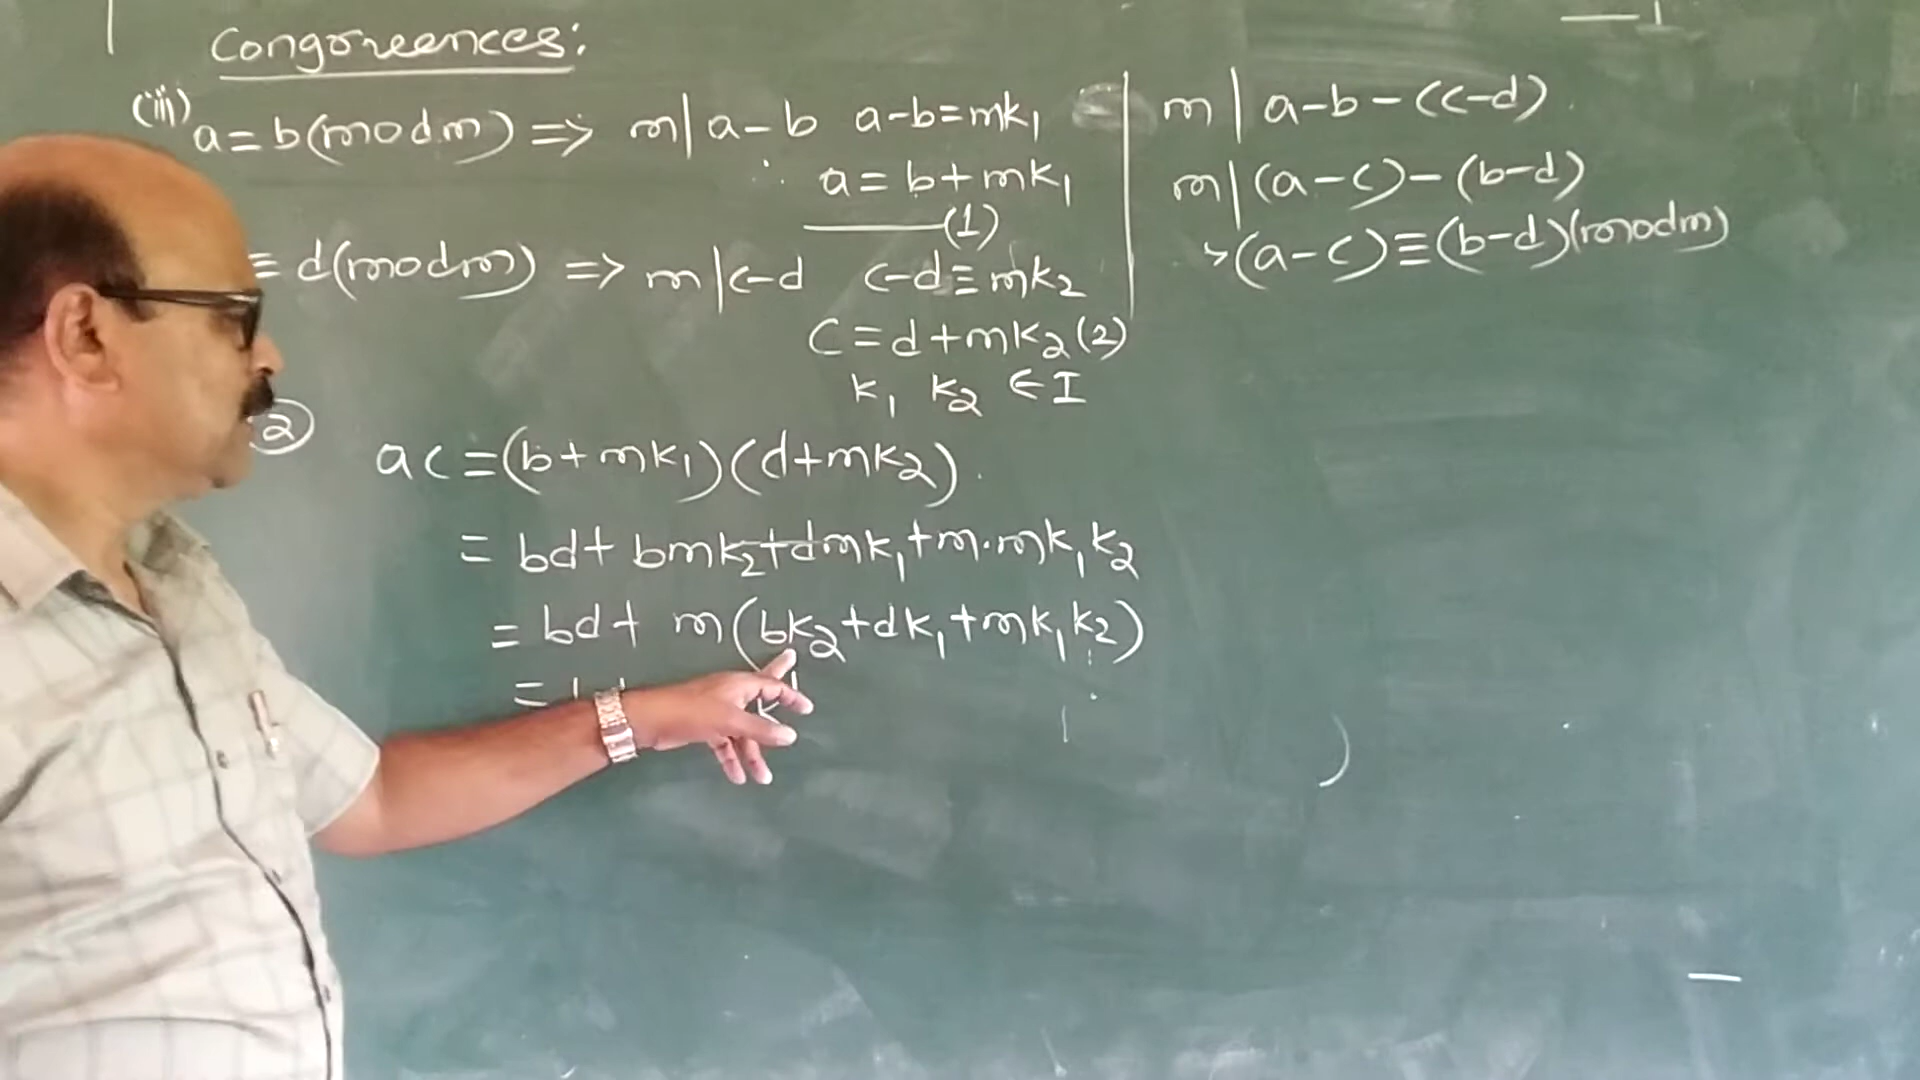 Congruences:
(iii) a = b(mod m) => m | a-b a-b = mk₁
∴ a = b + mk₁
——(1)
≡ d(mod m) => m | c-d c-d ≡ mk₂
C = d + mk₂ (2)
k₁ k₂ ∈ I
2
ac = (b + mk₁)(d + mk₂).
= bd + bmk₂ + dmk₁ + m.mk₁k₂
= bd + m(bk₂ + dk₁ + mk₁k₂)
=
m | a-b-(c-d).
m | (a-c)-(b-d)
(a-c) ≡ (b-d)(mod m)